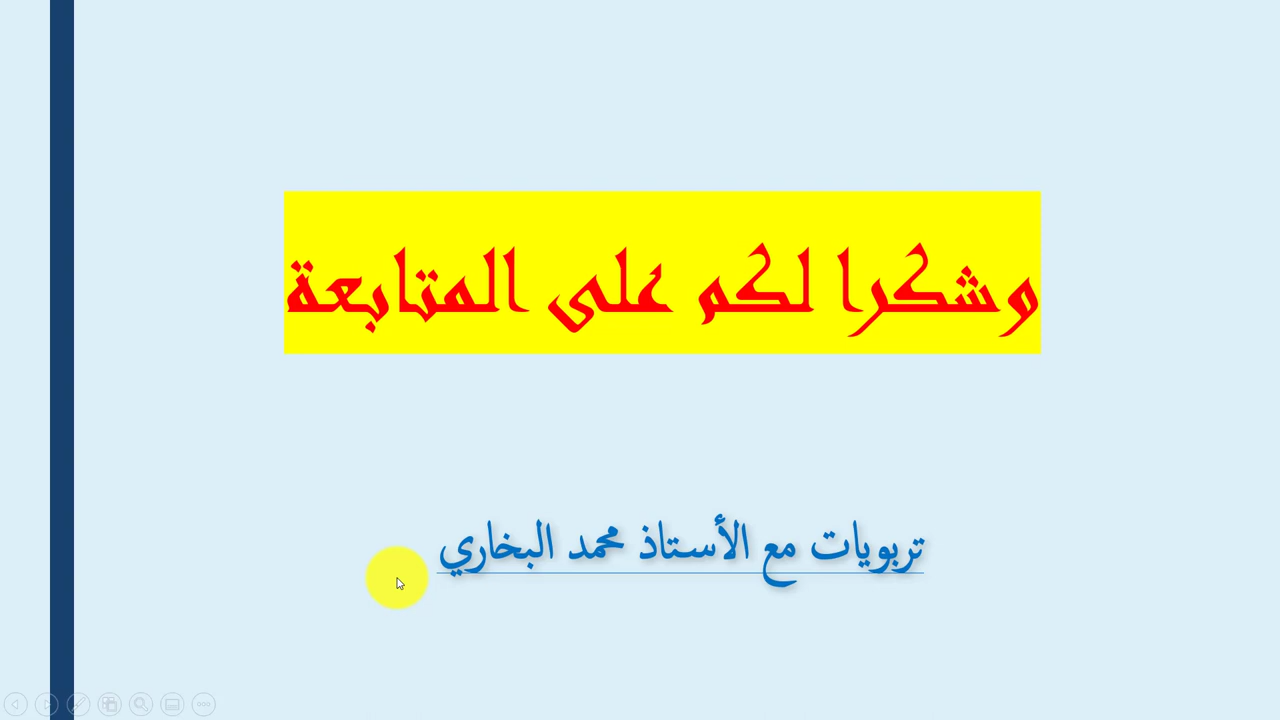 وشكرا لكم على المتابعة
تربويات مع الأستاذ محمد البخاري